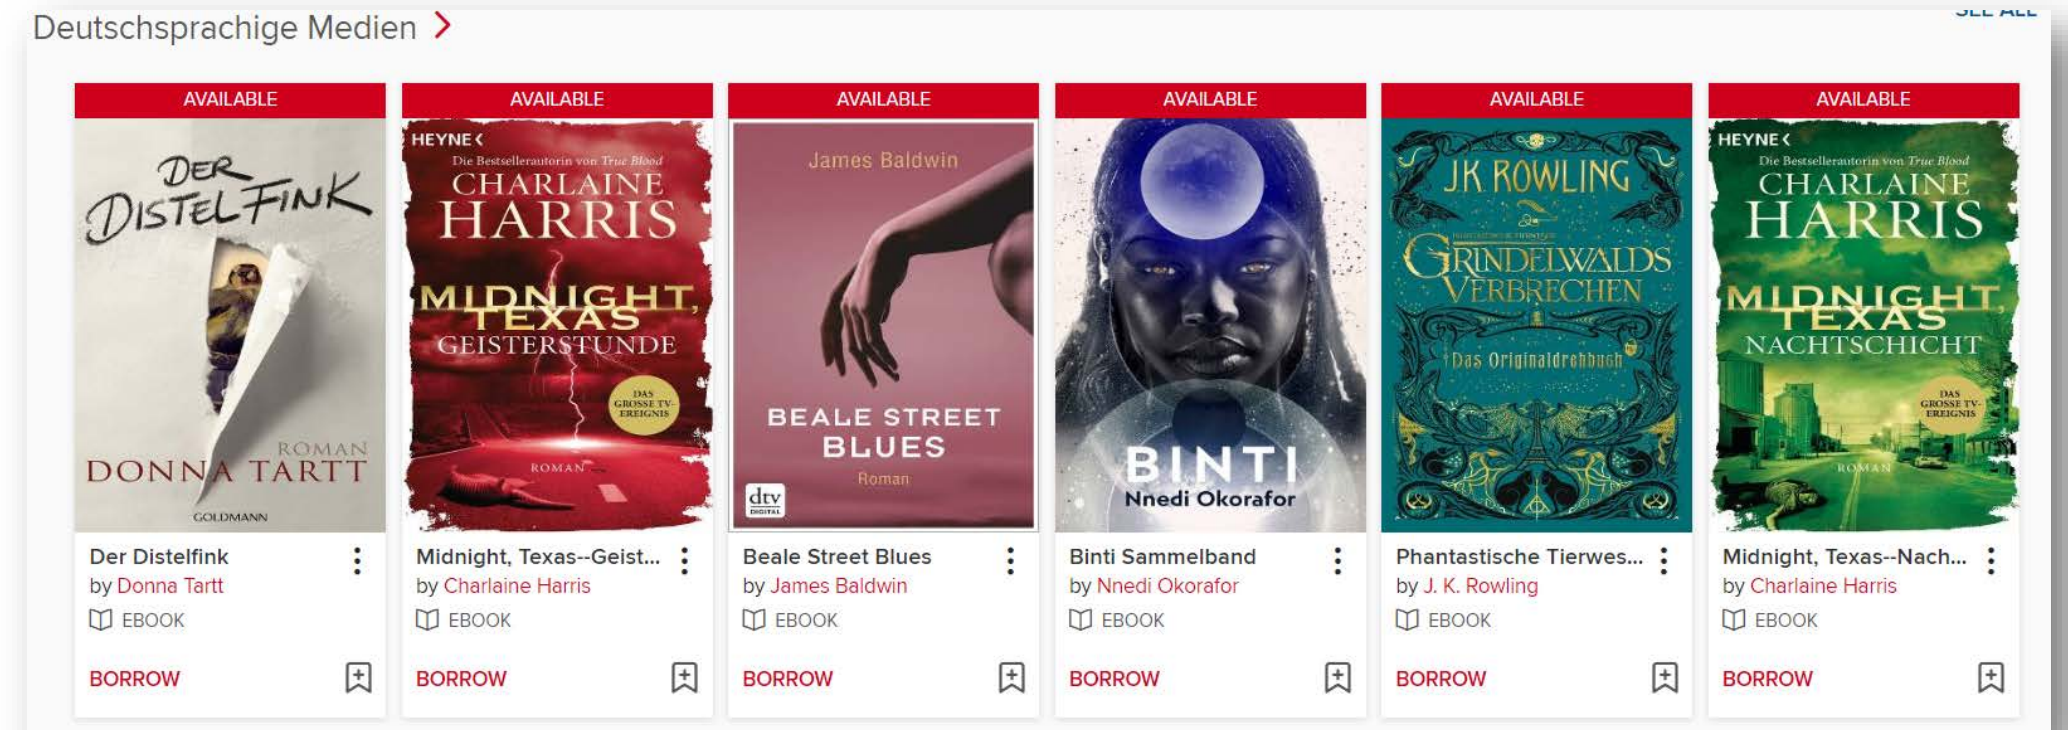 Deutschsprachige Medien
SEE ALL
AVAILABLE
DER
DISTELFINK
ROMAN
DONNA TARTT
GOLDMANN
Der Distelfink
by Donna Tartt
EBOOK
BORROW
AVAILABLE
HEYNE<
Die Bestsellerautorin von True Blood
CHARLAINE
HARRIS
MIDNIGHT,
TEXAS
GEISTERSTUNDE
DAS
GROSSE TV-
EREIGNIS
ROMAN
Midnight, Texas--Geist...
by Charlaine Harris
EBOOK
BORROW
AVAILABLE
James Baldwin
BEALE STREET
BLUES
Roman
dtv
DIGITAL
Beale Street Blues
by James Baldwin
EBOOK
BORROW
AVAILABLE
BINTI
Nnedi Okorafor
Binti Sammelband
by Nnedi Okorafor
EBOOK
BORROW
AVAILABLE
J.K. ROWLING
GRINDELWALDS
VERBRECHEN
Das Originaldrehbuch
Phantastische Tierwes...
by J. K. Rowling
EBOOK
BORROW
AVAILABLE
HEYNE<
Die Bestsellerautorin von True Blood
CHARLAINE
HARRIS
MIDNIGHT,
TEXAS
NACHTSCHICHT
DAS
GROSSE TV-
EREIGNIS
ROMAN
Midnight, Texas--Nach...
by Charlaine Harris
EBOOK
BORROW